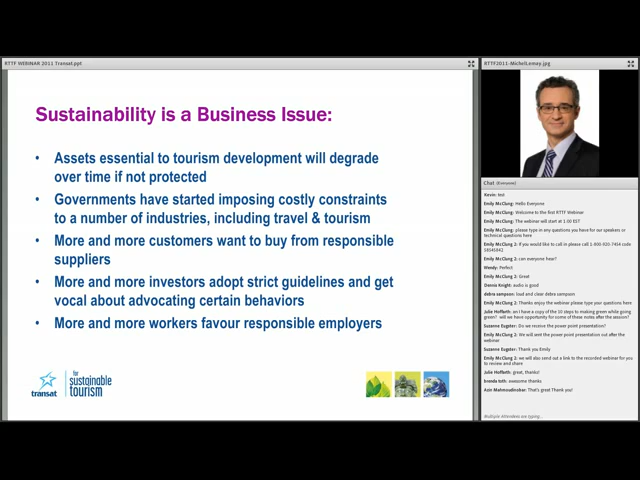 RTTF WEBINAR 2011 Transat.ppt
Sustainability is a Business Issue:
• Assets essential to tourism development will degrade
over time if not protected
• Governments have started imposing costly constraints
to a number of industries, including travel & tourism
• More and more customers want to buy from responsible
suppliers
• More and more investors adopt strict guidelines and get
vocal about advocating certain behaviors
• More and more workers favour responsible employers
transat
for
sustainable
tourism
RTTF2011-MichelLemay.jpg
Chat (Everyone)
Kevin: test
Emily McClung: Hello Everyone
Emily McClung: Welcome to the first RTTF Webinar
Emily McClung: The webinar will start at 1:00 EST
Emily McClung: please type in any questions you have for our speakers or
technical questions here
Emily McClung 2: if you would like to call in please call
Emily McClung 2: can everyone hear?
Wendy: Perfect
Emily McClung 2: Great
Dennis Knight: audio is good
debra sampson: loud and clear debra sampson
Emily McClung 2: Thanks enjoy the webinar please type your questions here
Julie Hoffleth: an I have a copy of the 10 steps to making green while going
green? will we have opportunity for some of these notes after the session?
Suzanne Eugster: Do we receive the power point presentation?
Emily McClung 2: We will sent the power point presentation out after the
webinar
Suzanne Eugster: Thank you Emily
Emily McClung 2: we will also send out a link to the recorded webinar for you
to review and share
Julie Hoffleth: great, thanks!
brenda toth: awesome thanks
Azin Mahmoudinobar: That's great Thank you!
Multiple Attendees are typing...